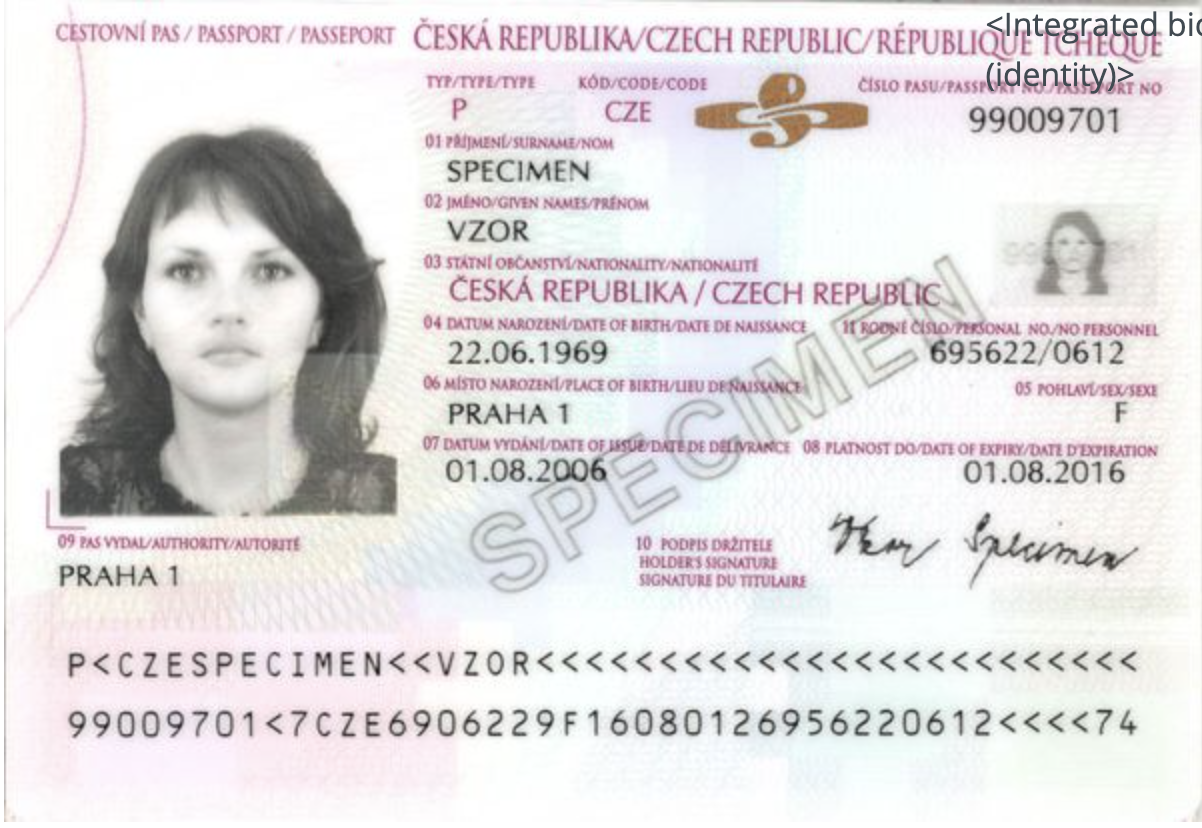 <Integrated bio
(identity)>
CESTOVNÍ PAS / PASSPORT / PASSEPORT ČESKÁ REPUBLIKA/CZECH REPUBLIC/RÉPUBLIQUE TCHÈQUE
TYP/TYPE/TYPE KÓD/CODE/CODE ČÍSLO PASU/PASSPORT NO./PASSEPORT NO
P CZE 99009701
01 PŘÍJMENÍ/SURNAME/NOM
SPECIMEN
02 JMÉNO/GIVEN NAMES/PRÉNOM
VZOR
03 STÁTNÍ OBČANSTVÍ/NATIONALITY/NATIONALITÉ
ČESKÁ REPUBLIKA / CZECH REPUBLIC
04 DATUM NAROZENÍ/DATE OF BIRTH/DATE DE NAISSANCE 11 RODNÉ ČÍSLO/PERSONAL NO./NO PERSONNEL
22.06.1969 695622/0612
06 MÍSTO NAROZENÍ/PLACE OF BIRTH/LIEU DE NAISSANCE 05 POHLAVÍ/SEX/SEXE
PRAHA 1 F
07 DATUM VYDÁNÍ/DATE OF ISSUE/DATE DE DÉLIVRANCE 08 PLATNOST DO/DATE OF EXPIRY/DATE D'EXPIRATION
01.08.2006 01.08.2016
SPECIMEN
09 PAS VYDAL/AUTHORITY/AUTORITÉ
PRAHA 1
10 PODPIS DRŽITELE
HOLDER'S SIGNATURE
SIGNATURE DU TITULAIRE
Vzor Specimen
P<CZESPECIMEN<<VZOR<<<<<<<<<<<<<<<<<<<<<<<<<
99009701<7CZE6906229F16080126956220612<<<<74